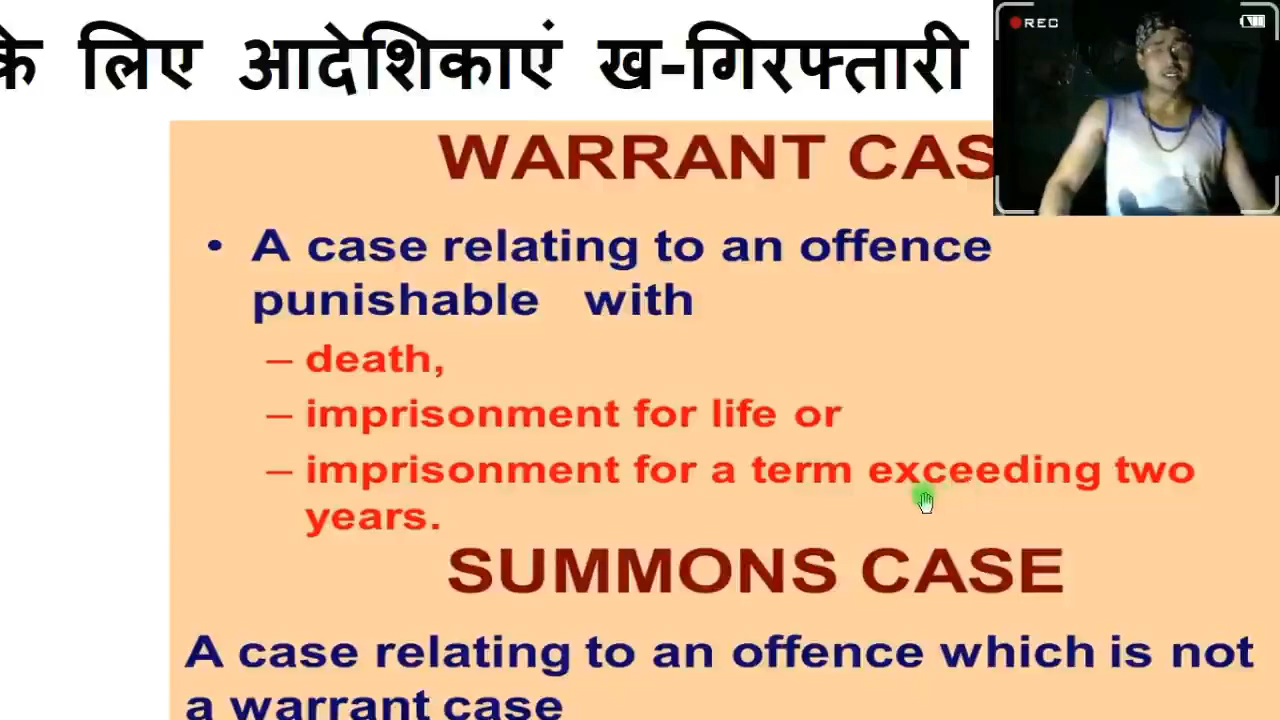 के लिए आदेशिकाएं ख-गिरफ्तारी
REC
WARRANT CAS
• A case relating to an offence
punishable with
– death,
– imprisonment for life or
– imprisonment for a term exceeding two
years.
SUMMONS CASE
A case relating to an offence which is not
a warrant case